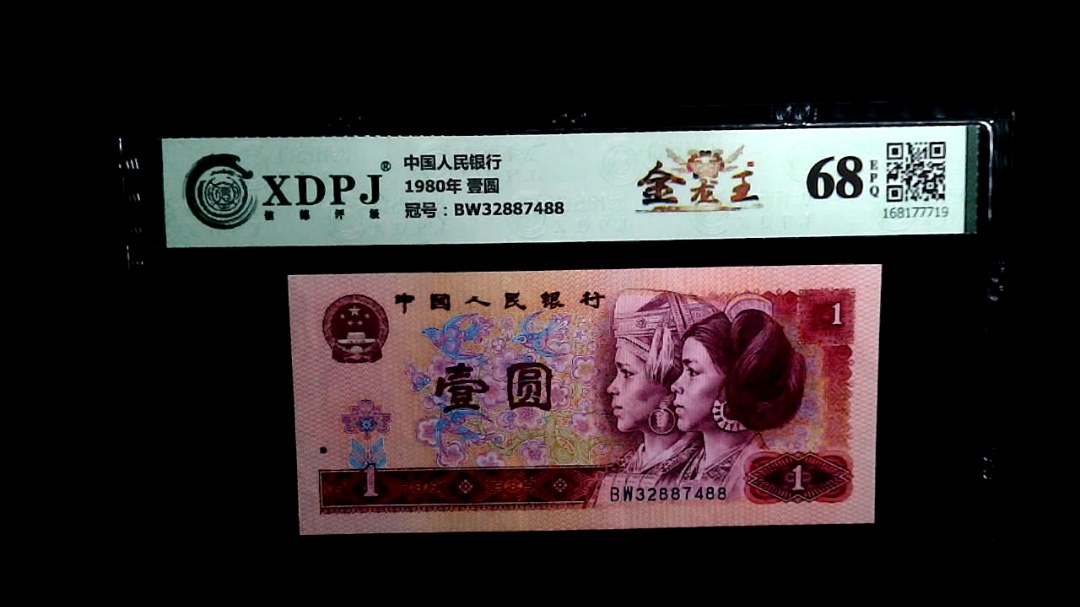 XDPJ®
信德评级
中国人民银行
1980年 壹圆
冠号：BW32887488
金龙王
68
EPQ
168177719
中国人民银行
1
壹圆
1
BW32887488
1